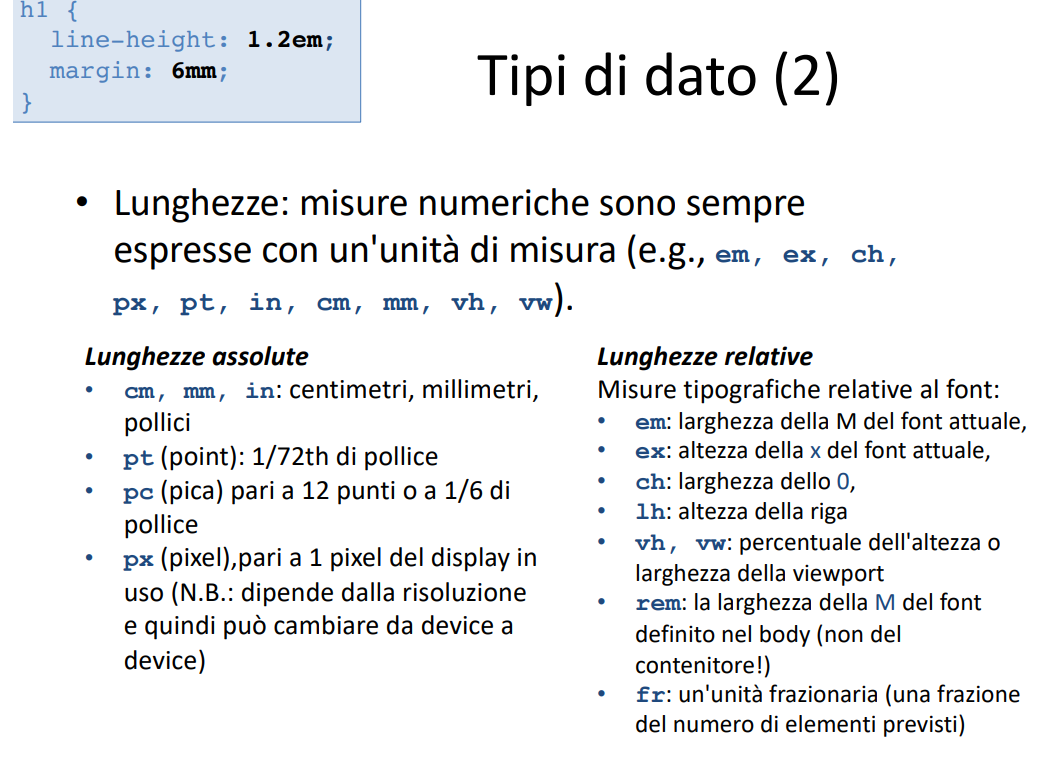 h1 {
line-height: 1.2em;
margin: 6mm;
}
Tipi di dato (2)
• Lunghezze: misure numeriche sono sempre
espresse con un'unità di misura (e.g., em, ex, ch,
px, pt, in, cm, mm, vh, vw).
Lunghezze assolute
• cm, mm, in: centimetri, millimetri,
pollici
• pt (point): 1/72th di pollice
• pc (pica) pari a 12 punti o a 1/6 di
pollice
• px (pixel),pari a 1 pixel del display in
uso (N.B.: dipende dalla risoluzione
e quindi può cambiare da device a
device)
Lunghezze relative
Misure tipografiche relative al font:
• em: larghezza della M del font attuale,
• ex: altezza della x del font attuale,
• ch: larghezza dello 0,
• lh: altezza della riga
• vh, vw: percentuale dell'altezza o
larghezza della viewport
• rem: la larghezza della M del font
definito nel body (non del
contenitore!)
• fr: un'unità frazionaria (una frazione
del numero di elementi previsti)